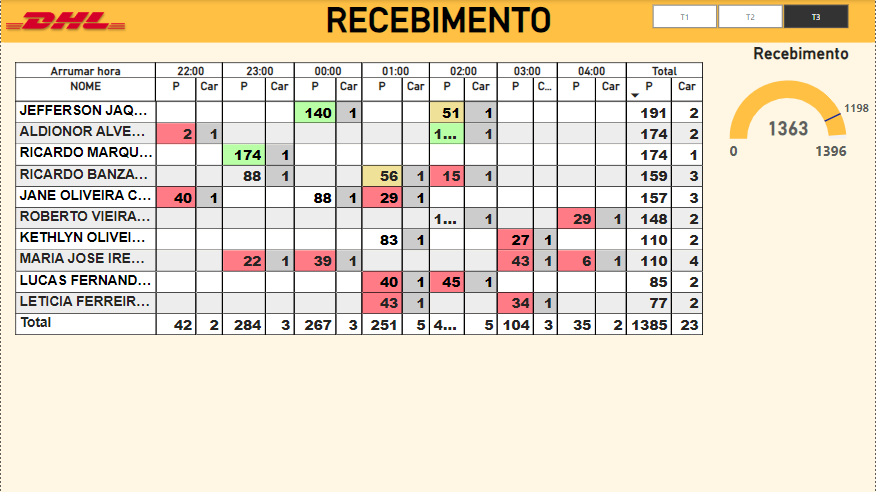 DHL RECEBIMENTO T1 T2 T3
Recebimento
Arrumar hora 22:00 23:00 00:00 01:00 02:00 03:00 04:00 Total
NOME P Car P Car P Car P Car P Car P C... P Car P Car
JEFFERSON JAQ... 140 1 51 1 191 2
ALDIONOR ALVE... 2 1 1... 1 174 2
RICARDO MARQU... 174 1 174 1
RICARDO BANZA... 88 1 56 1 15 1 159 3
JANE OLIVEIRA C... 40 1 88 1 29 1 157 3
ROBERTO VIEIRA... 1... 1 29 1 148 2
KETHLYN OLIVEI... 83 1 27 1 110 2
MARIA JOSE IRE... 22 1 39 1 43 1 6 1 110 4
LUCAS FERNAND... 40 1 45 1 85 2
LETICIA FERREIR... 43 1 34 1 77 2
Total 42 2 284 3 267 3 251 5 4... 5 104 3 35 2 1385 23
1198
1363
0 1396